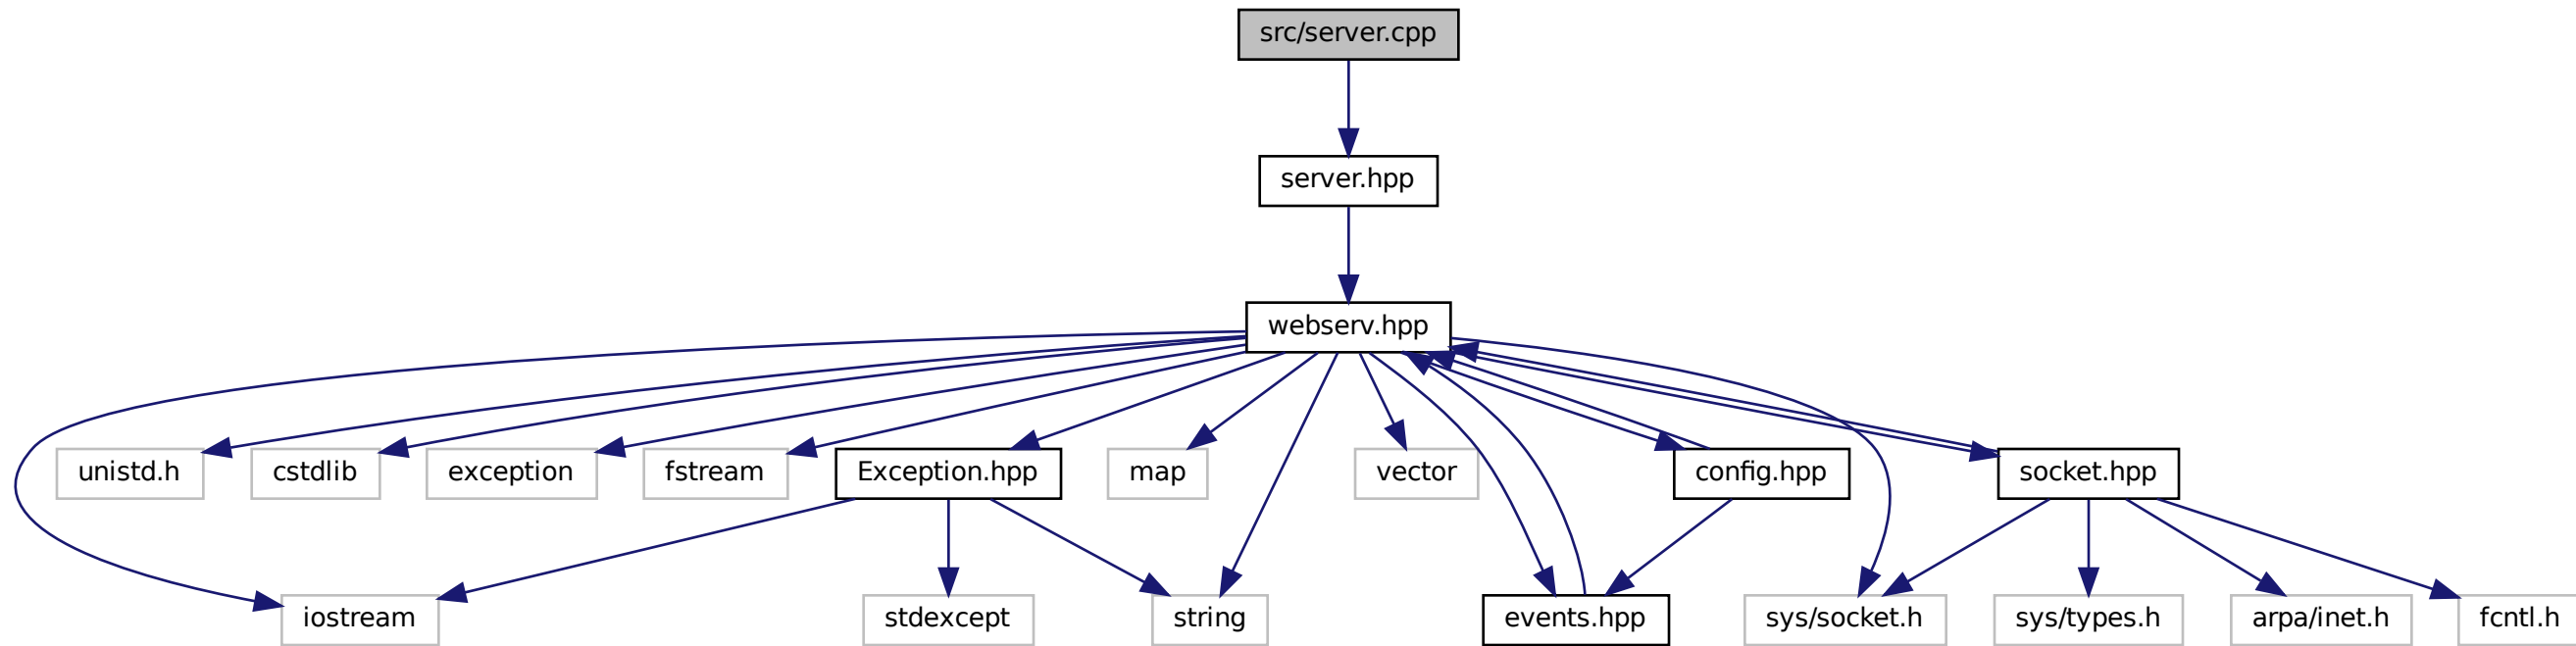 src/server.cpp
server.hpp
webserv.hpp
unistd.h
cstdlib
exception
fstream
Exception.hpp
map
vector
config.hpp
socket.hpp
iostream
stdexcept
string
events.hpp
sys/socket.h
sys/types.h
arpa/inet.h
fcntl.h